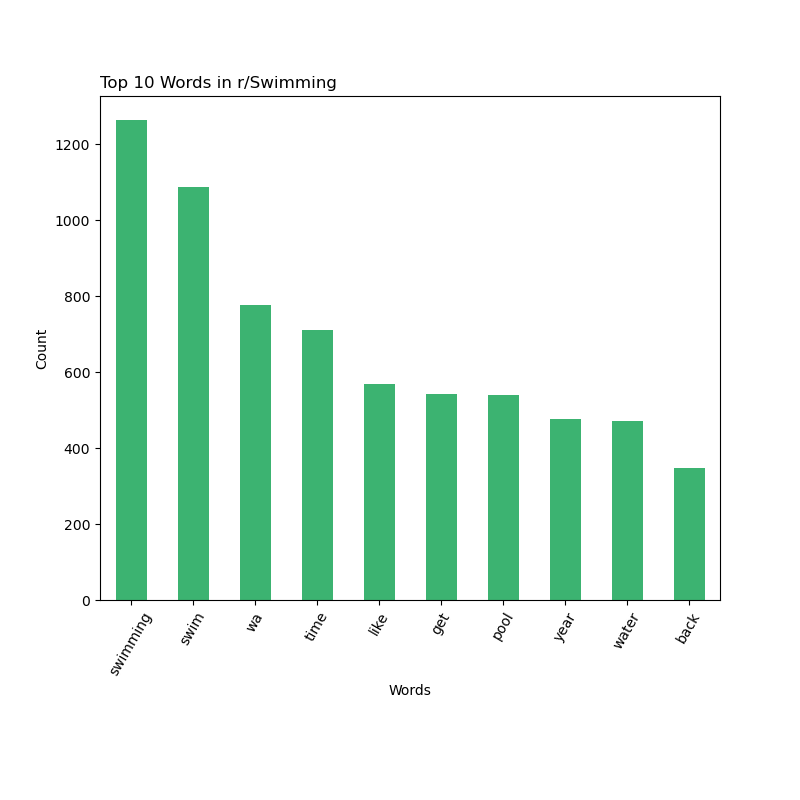 Top 10 Words in r/Swimming
1200
1000
800
600
400
200
0
Count
swimming
swim
wa
time
like
get
pool
year
water
back
Words